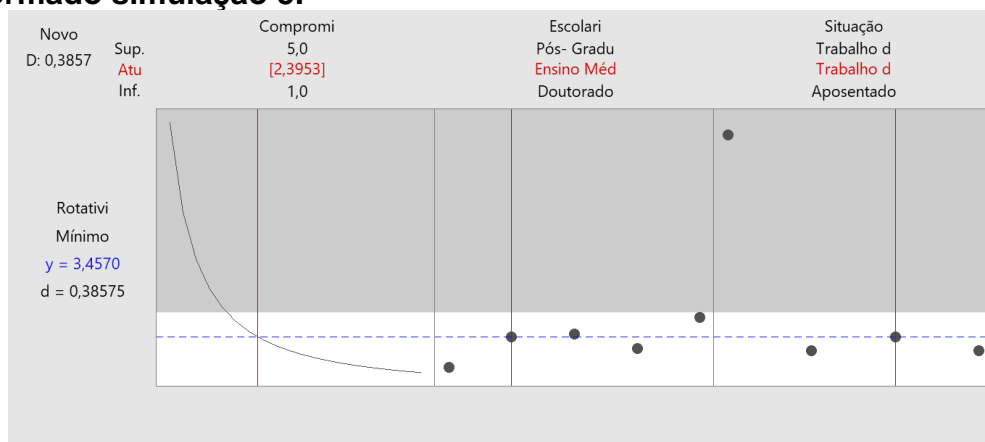 simulação
Novo
D: 0,3857
Sup.
Atu
Inf.
Compromi
5,0
[2,3953]
1,0
Escolari
Pós- Gradu
Ensino Méd
Doutorado
Situação
Trabalho d
Trabalho d
Aposentado
Rotativi
Mínimo
y = 3,4570
d = 0,38575